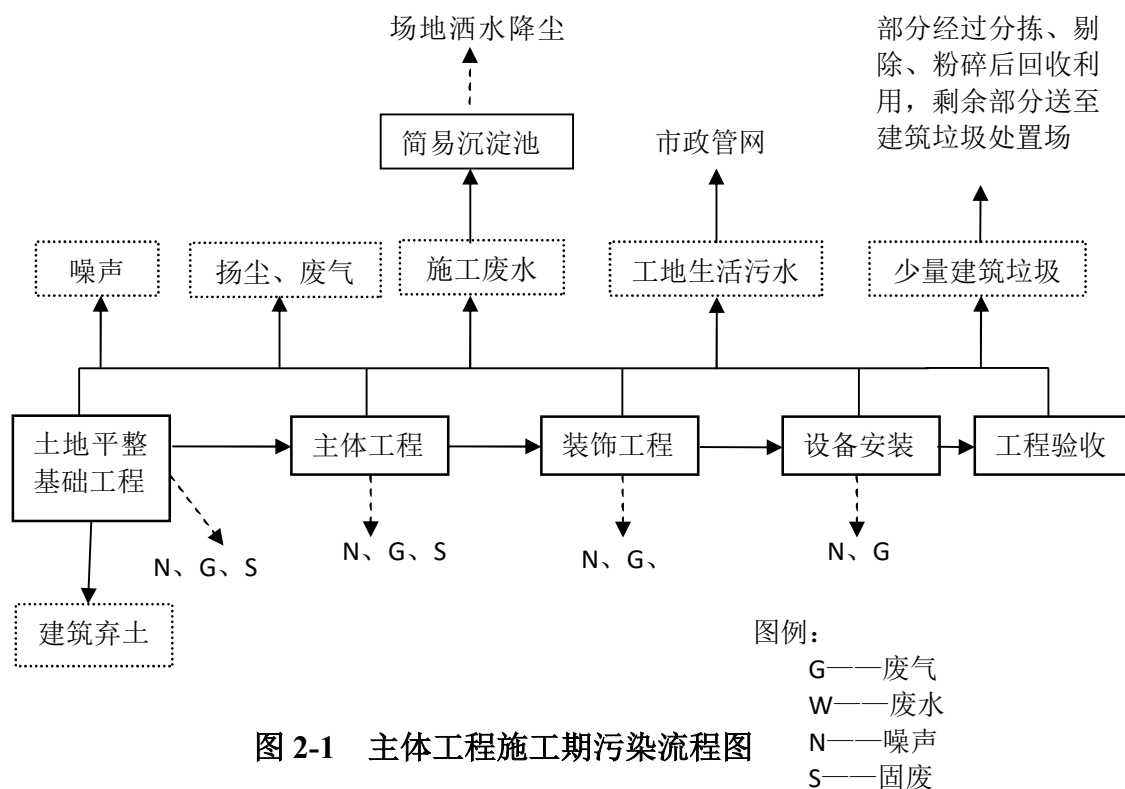 场地洒水降尘
部分经过分拣、剔
除、粉碎后回收利
用，剩余部分送至
建筑垃圾处置场
简易沉淀池
市政管网
噪声
扬尘、废气
施工废水
工地生活污水
少量建筑垃圾
土地平整
基础工程
主体工程
装饰工程
设备安装
工程验收
N、G、S
N、G、S
N、G、
N、G
建筑弃土
图例：
G——废气
W——废水
N——噪声
S——固废
图 2-1 主体工程施工期污染流程图